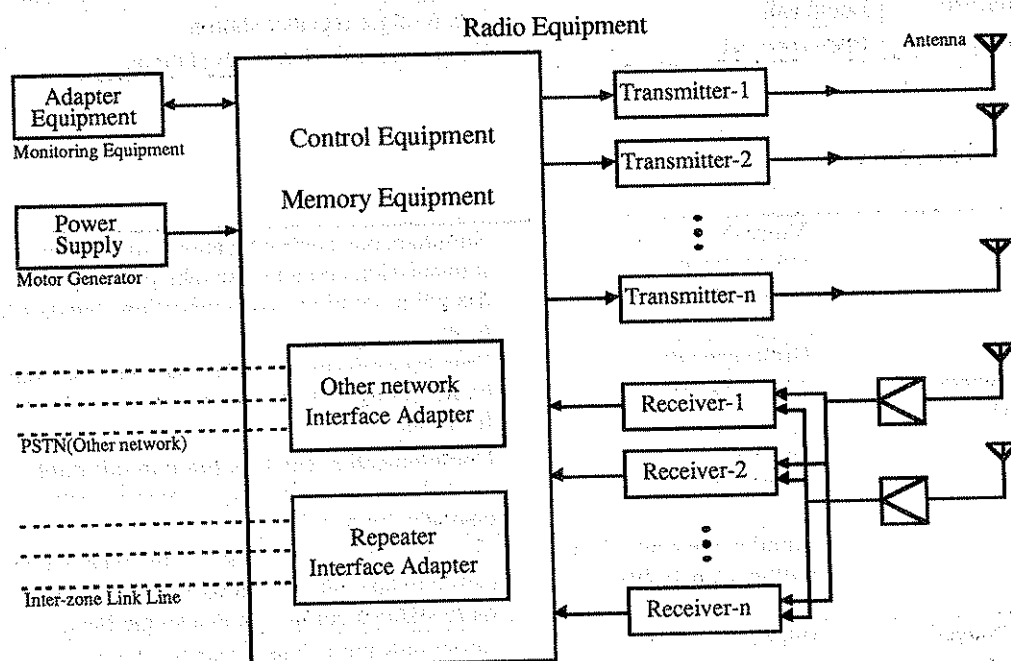 Radio Equipment
Antenna
Adapter
Equipment
Monitoring Equipment
Power
Supply
Motor Generator
Control Equipment
Memory Equipment
Transmitter-1
Transmitter-2
Transmitter-n
Other network
Interface Adapter
PSTN(Other network)
Repeater
Interface Adapter
Inter-zone Link Line
Receiver-1
Receiver-2
Receiver-n